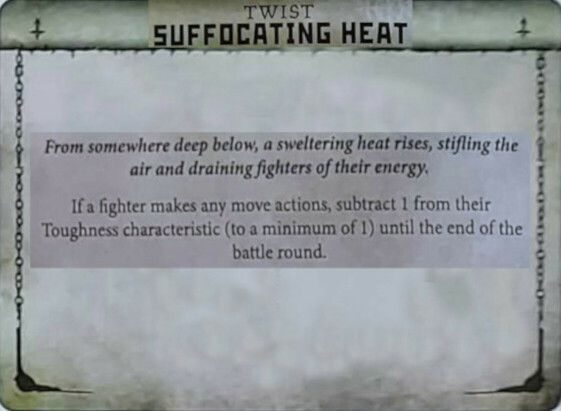 TWIST
SUFFOCATING HEAT
From somewhere deep below, a sweltering heat rises, stifling the
air and draining fighters of their energy.
If a fighter makes any move actions, subtract 1 from their
Toughness characteristic (to a minimum of 1) until the end of the
battle round.